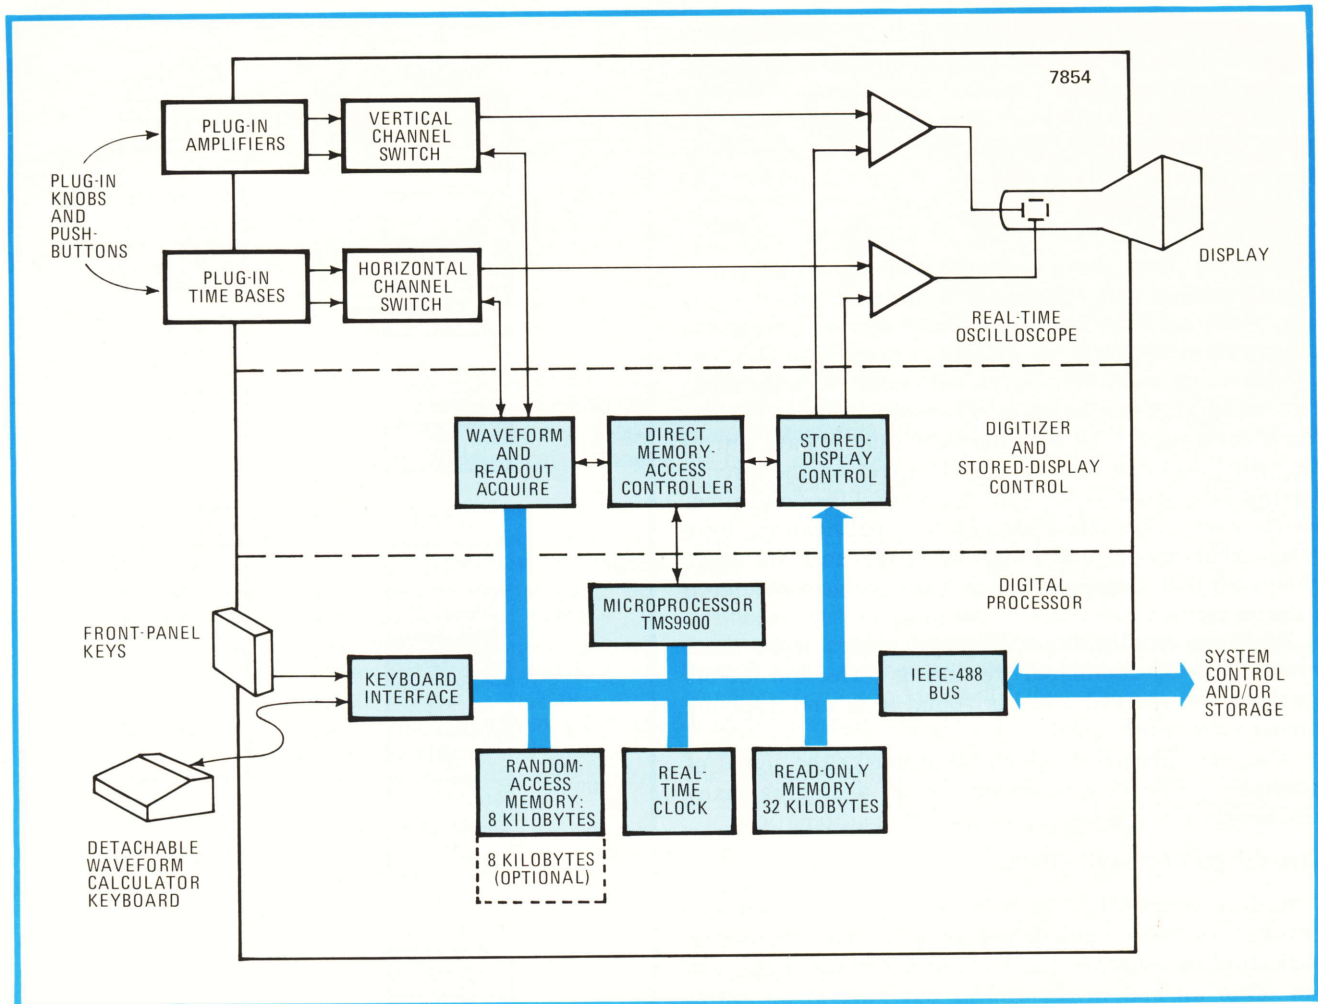 7854
PLUG-IN
AMPLIFIERS
VERTICAL
CHANNEL
SWITCH
PLUG-IN
KNOBS
AND
PUSH-
BUTTONS
DISPLAY
PLUG-IN
TIME BASES
HORIZONTAL
CHANNEL
SWITCH
REAL-TIME
OSCILLOSCOPE
WAVEFORM
AND
READOUT
ACQUIRE
DIRECT
MEMORY-
ACCESS
CONTROLLER
STORED-
DISPLAY
CONTROL
DIGITIZER
AND
STORED-DISPLAY
CONTROL
MICROPROCESSOR
TMS9900
DIGITAL
PROCESSOR
FRONT-PANEL
KEYS
KEYBOARD
INTERFACE
IEEE-488
BUS
SYSTEM
CONTROL
AND/OR
STORAGE
RANDOM-
ACCESS
MEMORY:
8 KILOBYTES
REAL-
TIME
CLOCK
READ-ONLY
MEMORY
32 KILOBYTES
8 KILOBYTES
(OPTIONAL)
DETACHABLE
WAVEFORM
CALCULATOR
KEYBOARD